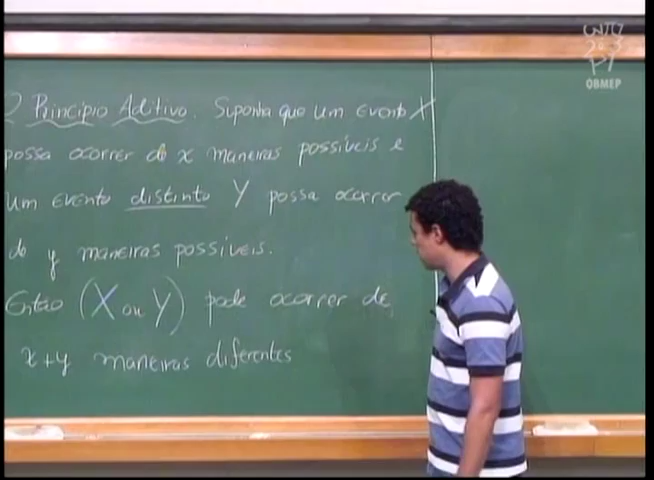 O Princípio Aditivo. Suponha que um evento X
possa ocorrer de x maneiras possíveis e
um evento distinto Y possa ocorrer
de y maneiras possíveis.
Então (X ou Y) pode ocorrer de
x+y maneiras diferentes
OBMEP